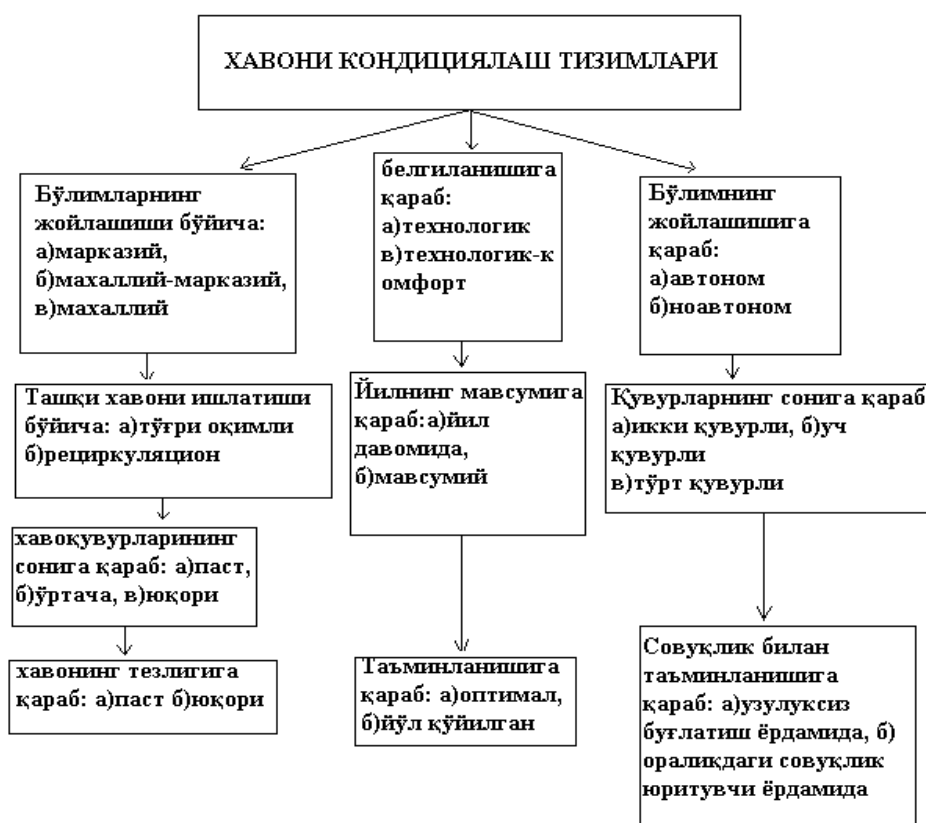 ХАВОНИ КОНДИЦИЯЛАШ ТИЗИМЛАРИ
Бўлимларнинг
жойлашиши бўйича:
а)марказий,
б)махаллий-марказий,
в)махаллий
белгиланишига
қараб:
а)технологик
в)технологик-к
омфорт
Бўлимнинг
жойлашишига
қараб:
а)автоном
б)ноавтоном
Ташқи хавони ишлатиши
бўйича: а)тўғри оқимли
б)рециркуляцион
Йилнинг мавсумига
қараб:а)йил
давомида,
б)мавсумий
Қувурларнинг сонига қараб
а)икки қувурли, б)уч
қувурли
в)тўрт қувурли
хавоқувурларининг
сонига қараб: а)паст,
б)ўртача, в)юқори
хавонинг тезлигига
қараб: а)паст б)юқори
Таъминланишига
қараб: а)оптимал,
б)йўл қўйилган
Совуқлик билан
таъминланишига
қараб: а)узулуксиз
буғлатиш ёрдамида, б)
оралиқдаги совуқлик
юритувчи ёрдамида